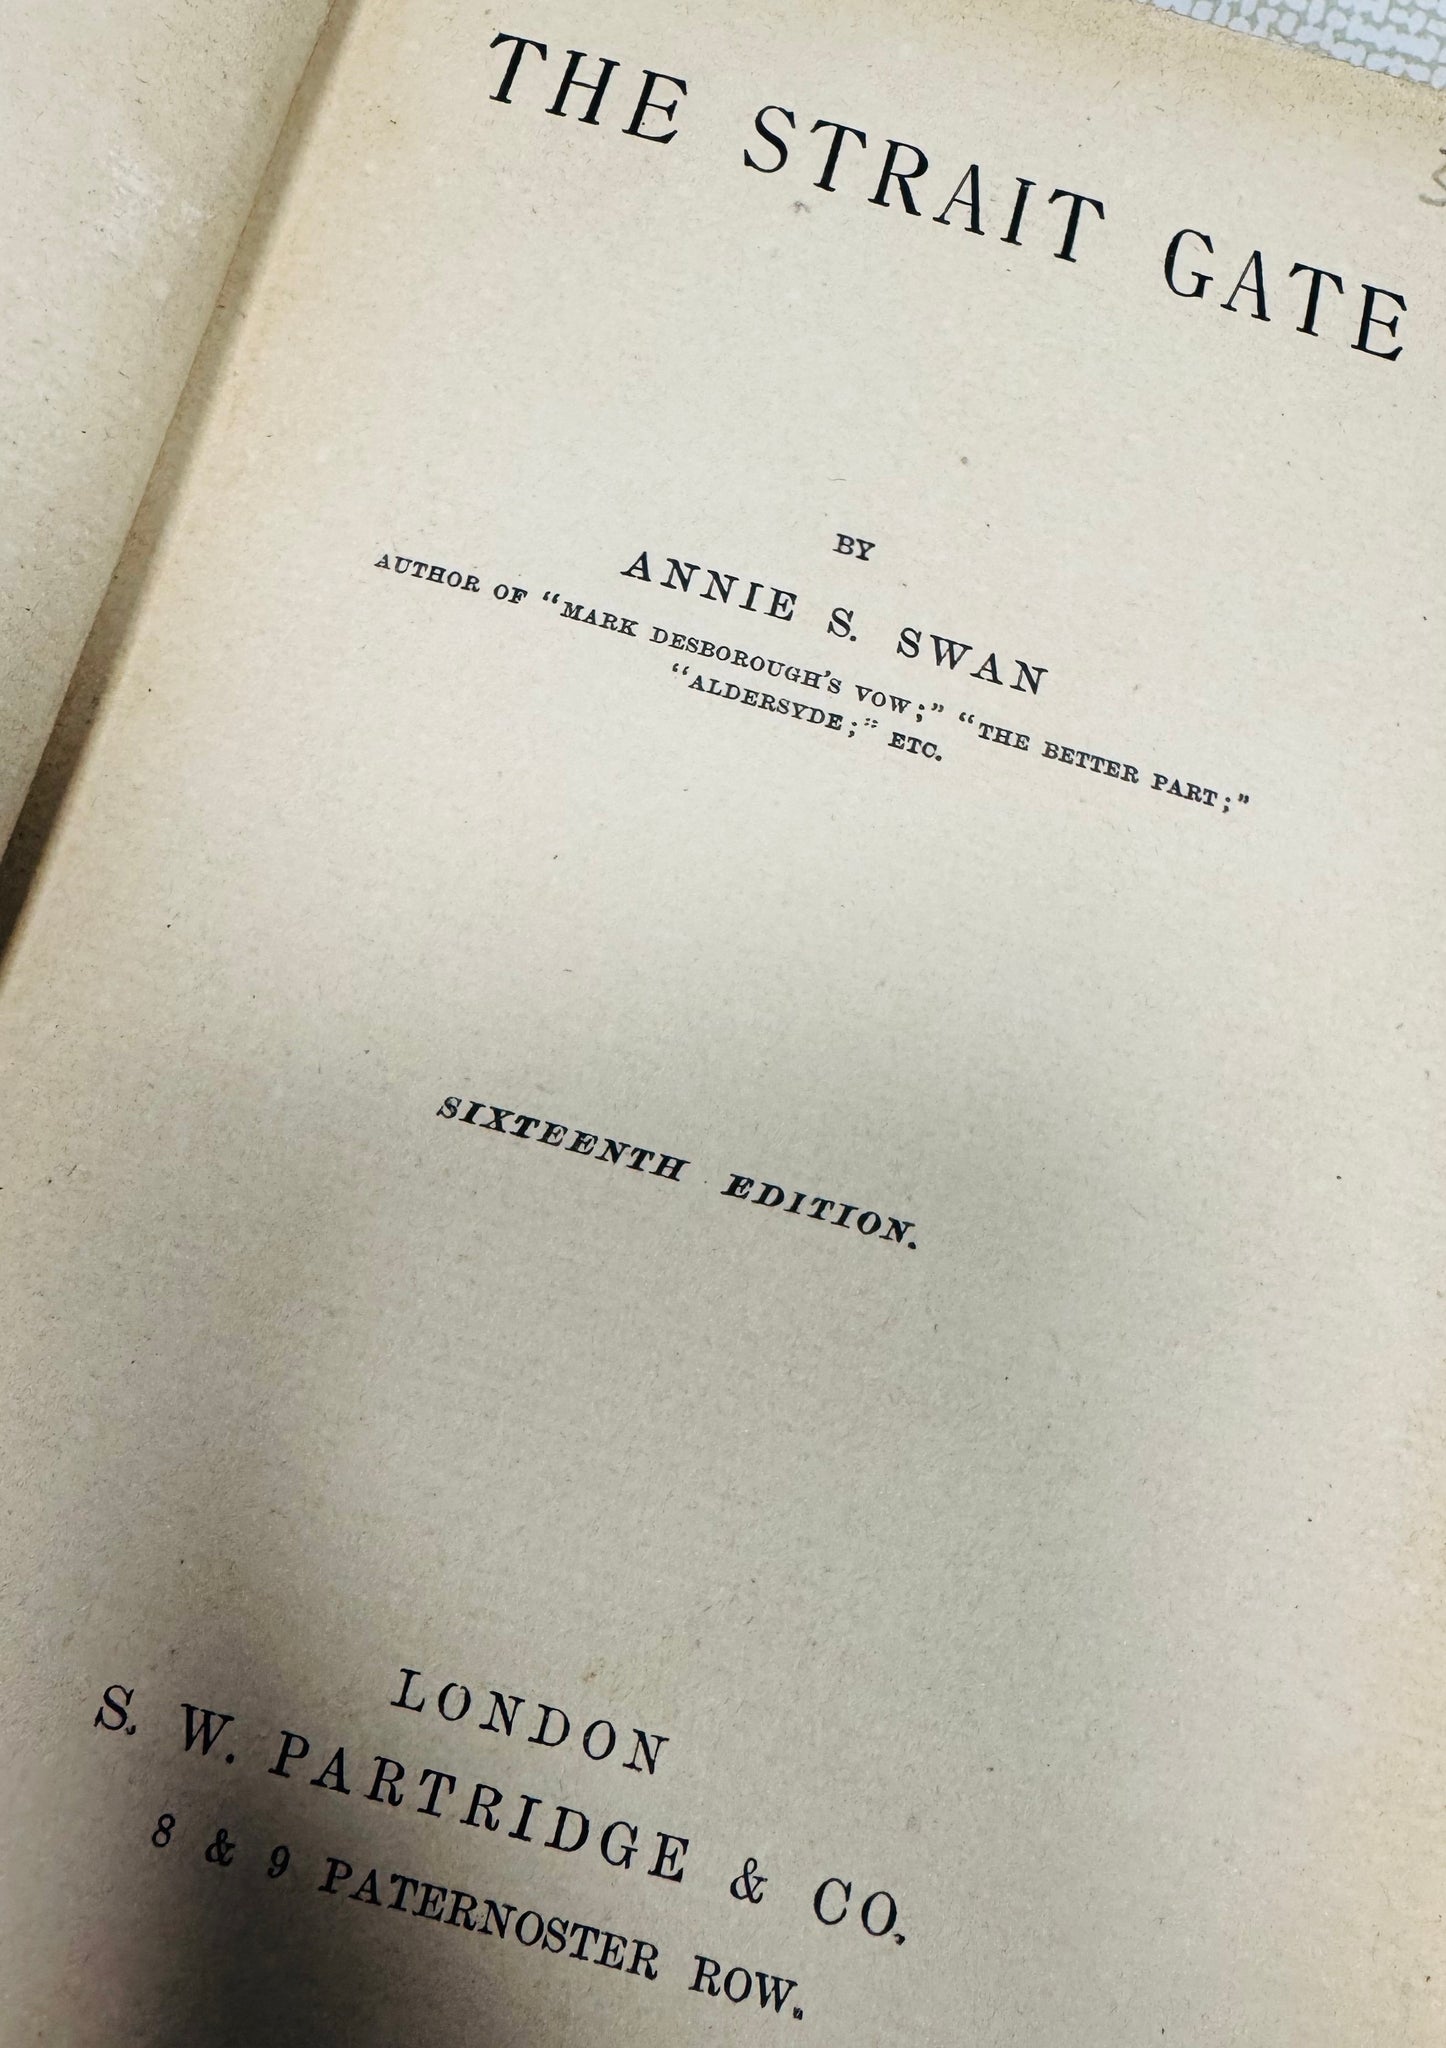 THE STRAIT GATE
BY
ANNIE S. SWAN
AUTHOR OF "MARK DESBOROUGH'S VOW;" "THE BETTER PART;"
"ALDERSYDE;" ETC.
SIXTEENTH EDITION.
LONDON
S. W. PARTRIDGE & CO.
8 & 9 PATERNOSTER ROW.